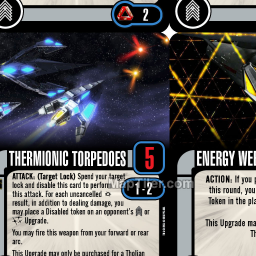 2
THERMIONIC TORPEDOES
5
1-2
ATTACK: (Target Lock) Spend your target
lock and disable this card to perform
this attack. For each uncancelled
result, in addition to dealing damage, you
may place a Disabled token on an opponent's or
Upgrade.
You may fire this weapon from your forward or rear
arc.
This Upgrade may only be purchased for a Tholian
ENERGY WE
ACTION: If you p
this round, you
Token in the pla
This Upgrade may
Th